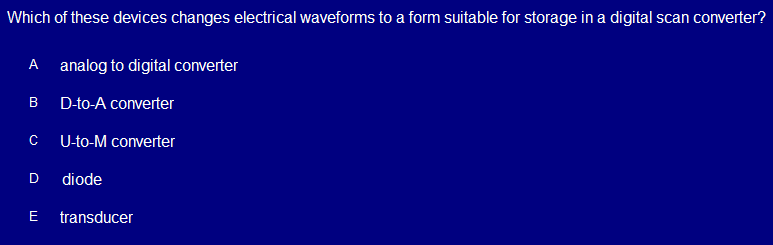 Which of these devices changes electrical waveforms to a form suitable for storage in a digital scan converter?
A analog to digital converter
B D-to-A converter
C U-to-M converter
D diode
E transducer